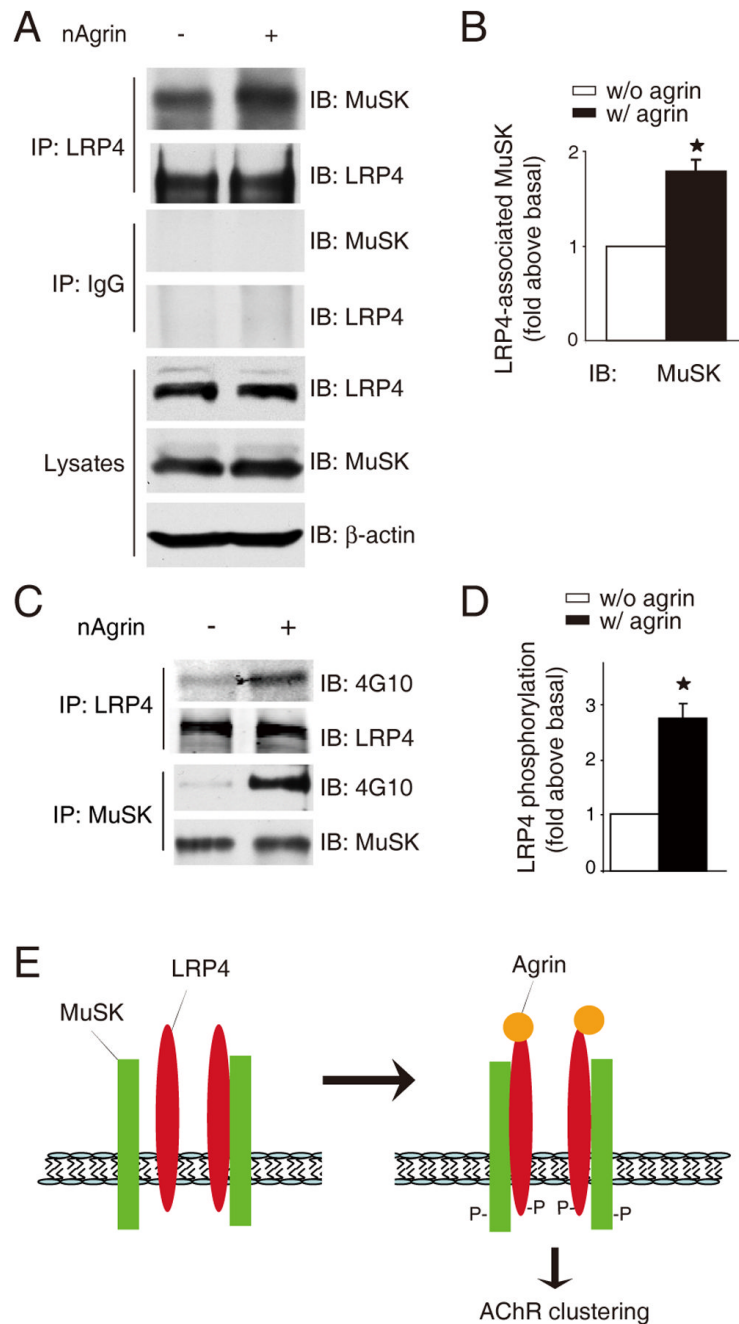 A
nAgrin - +
IP: LRP4
IB: MuSK
IB: LRP4
IP: IgG
IB: MuSK
IB: LRP4
Lysates
IB: LRP4
IB: MuSK
IB: β-actin
B
w/o agrin
w/ agrin
LRP4-associated MuSK
(fold above basal)
2
★
1
0
IB: MuSK
C
nAgrin - +
IP: LRP4
IB: 4G10
IB: LRP4
IP: MuSK
IB: 4G10
IB: MuSK
D
w/o agrin
w/ agrin
LRP4 phosphorylation
(fold above basal)
★
3
2
1
0
E
LRP4
MuSK
Agrin
P- -P P- -P
AChR clustering